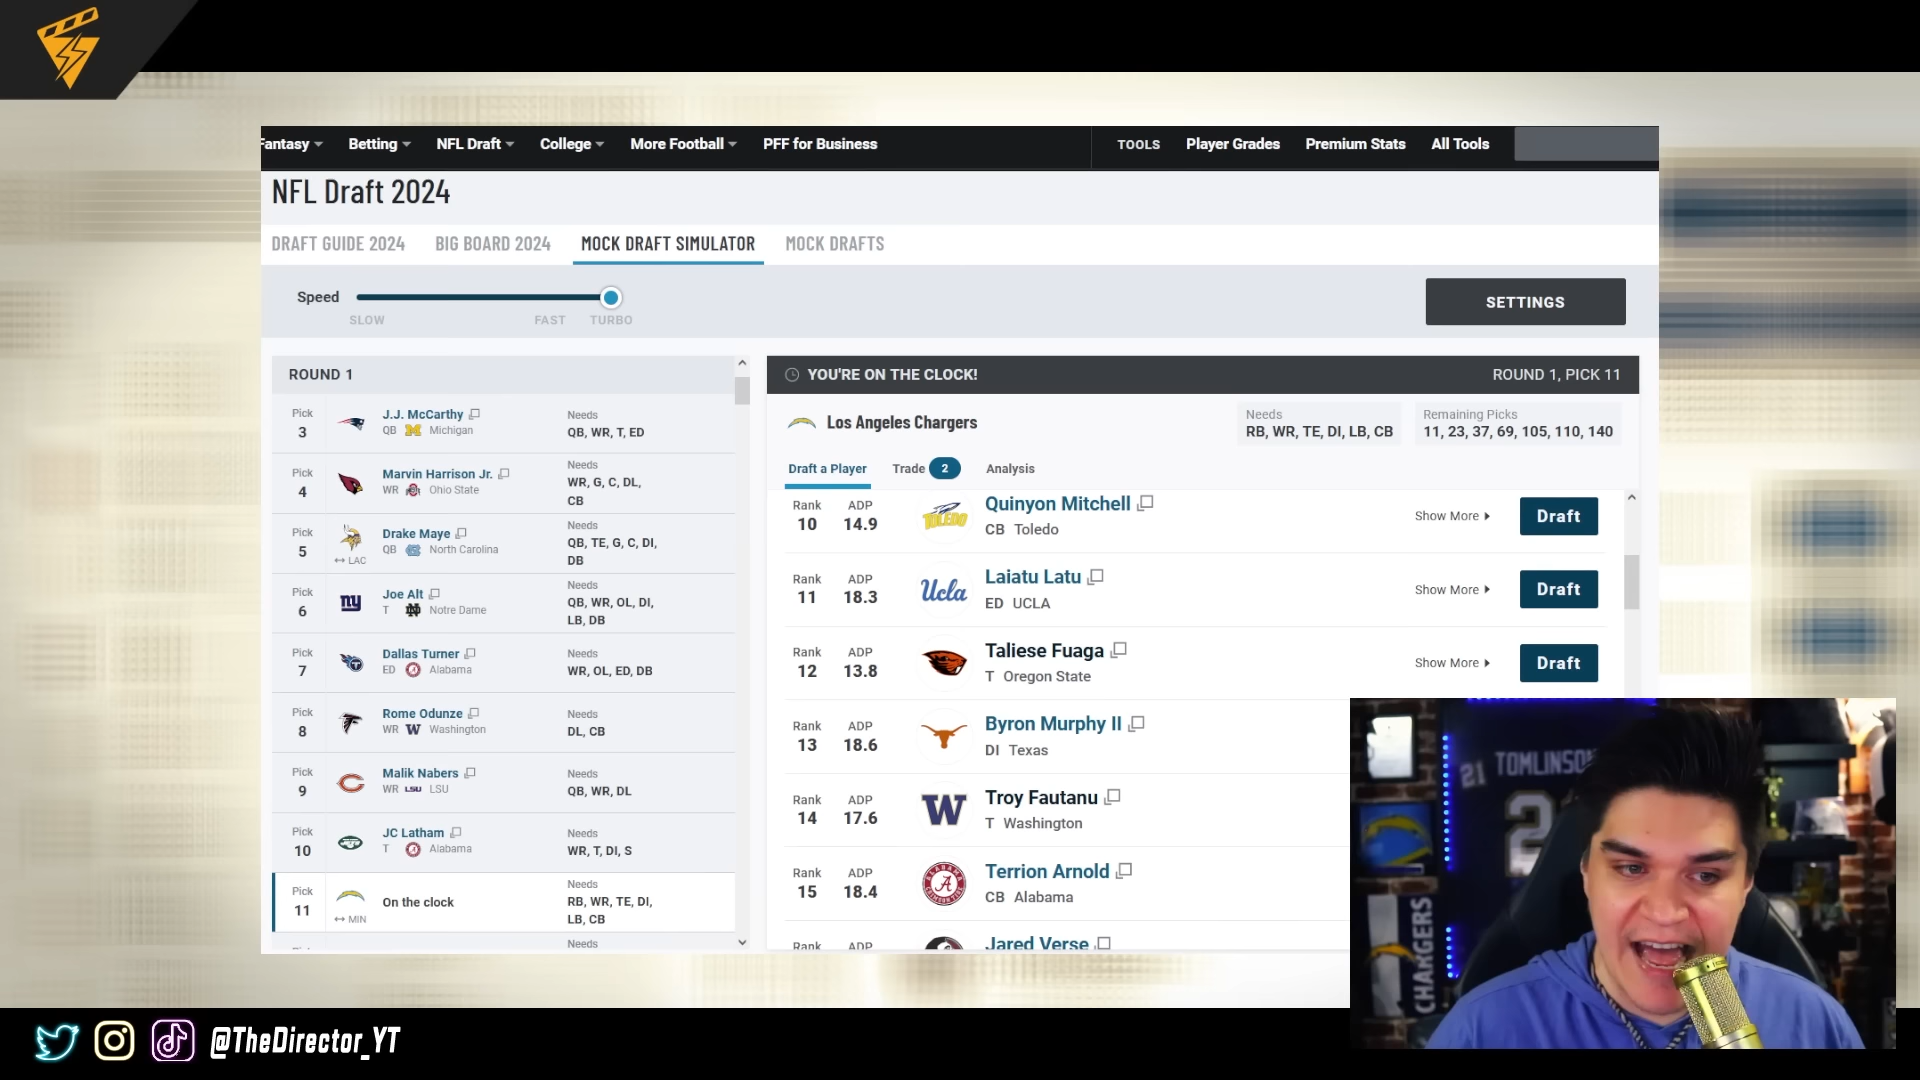 Fantasy Betting NFL Draft College More Football PFF for Business TOOLS Player Grades Premium Stats All Tools
NFL Draft 2024
DRAFT GUIDE 2024 BIG BOARD 2024 MOCK DRAFT SIMULATOR MOCK DRAFTS
Speed
SLOW FAST TURBO
SETTINGS
ROUND 1
Pick 3
J.J. McCarthy
QB Michigan
Needs
QB, WR, T, ED
Pick 4
Marvin Harrison Jr.
WR Ohio State
Needs
WR, G, C, DL,
CB
Pick 5
LAC
Drake Maye
QB North Carolina
Needs
QB, TE, G, C, DI,
DB
Pick 6
ny
Joe Alt
T Notre Dame
Needs
QB, WR, OL, DI,
LB, DB
Pick 7
Dallas Turner
ED Alabama
Needs
WR, OL, ED, DB
Pick 8
Rome Odunze
WR W Washington
Needs
DL, CB
Pick 9
Malik Nabers
WR LSU LSU
Needs
QB, WR, DL
Pick 10
JC Latham
T Alabama
Needs
WR, T, DI, S
Pick 11
MIN
On the clock
Needs
RB, WR, TE, DI,
LB, CB
Needs
YOU'RE ON THE CLOCK! ROUND 1, PICK 11
Los Angeles Chargers
Needs
RB, WR, TE, DI, LB, CB
Remaining Picks
11, 23, 37, 69, 105, 110, 140
Draft a Player Trade 2 Analysis
Rank 10 ADP 14.9
TOLEDO
Quinyon Mitchell
CB Toledo
Show More Draft
Rank 11 ADP 18.3
Ucla
Laiatu Latu
ED UCLA
Show More Draft
Rank 12 ADP 13.8
Taliese Fuaga
T Oregon State
Show More Draft
Rank 13 ADP 18.6
Byron Murphy II
DI Texas
Rank 14 ADP 17.6
W
Troy Fautanu
T Washington
Rank 15 ADP 18.4
Terrion Arnold
CB Alabama
Rank ADP
Jared Verse
21 TOMLINSON
2
CHARGERS
@TheDirector_YT